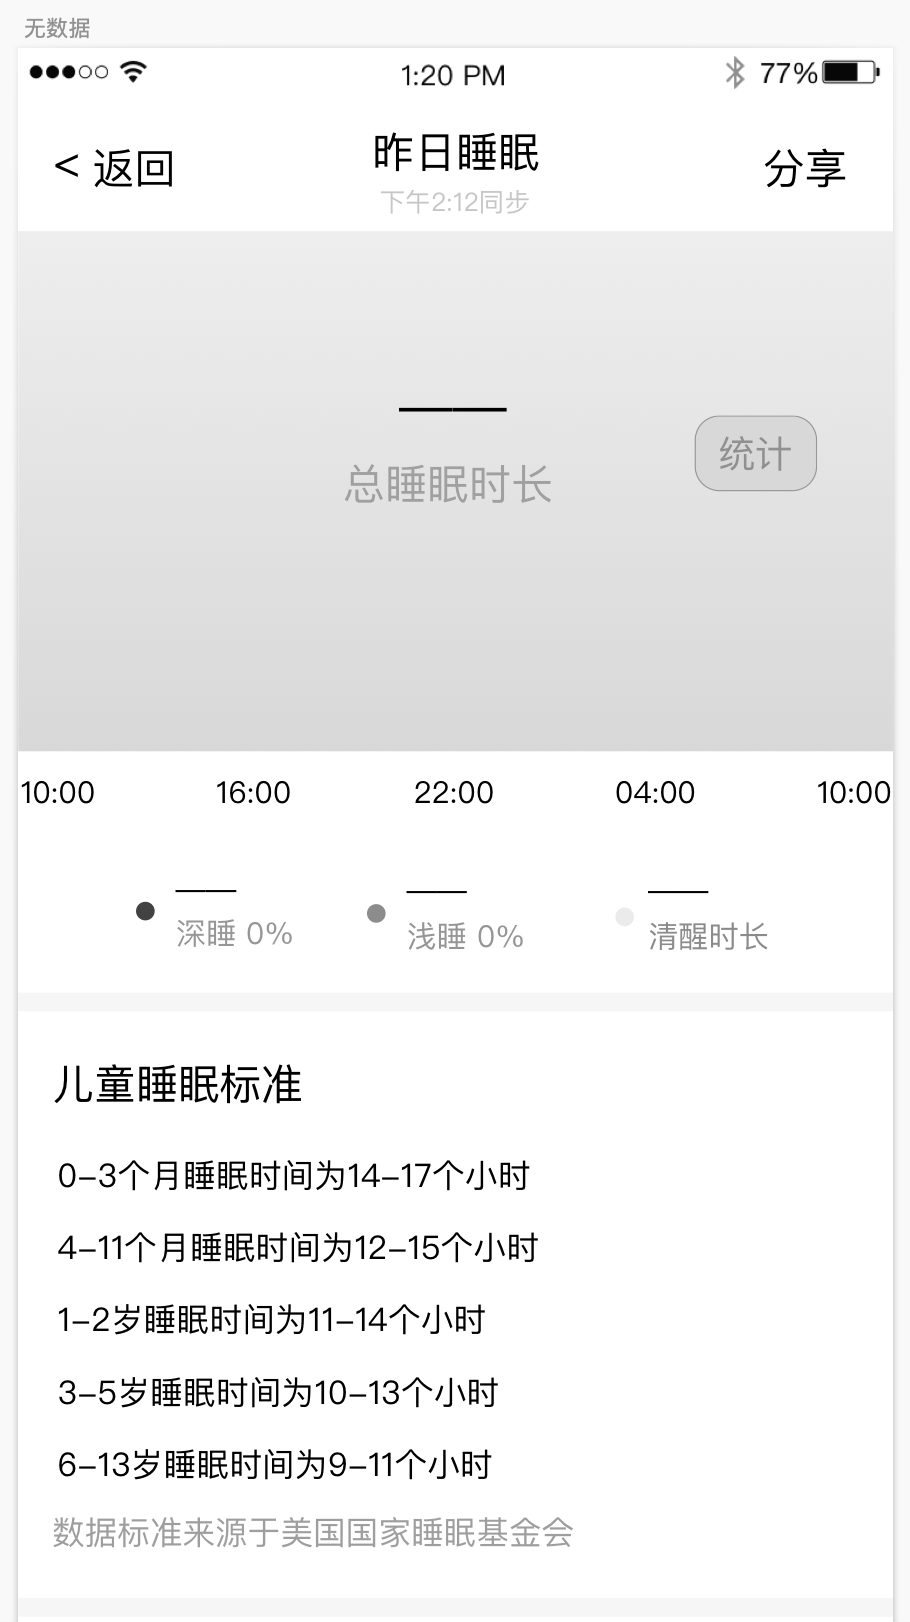 无数据
1:20 PM
77%
< 返回
昨日睡眠
分享
下午2:12同步
——
总睡眠时长
统计
10:00 16:00 22:00 04:00 10:00
—— —— ——
深睡 0% 浅睡 0% 清醒时长
儿童睡眠标准
0-3个月睡眠时间为14-17个小时
4-11个月睡眠时间为12-15个小时
1-2岁睡眠时间为11-14个小时
3-5岁睡眠时间为10-13个小时
6-13岁睡眠时间为9-11个小时
数据标准来源于美国国家睡眠基金会